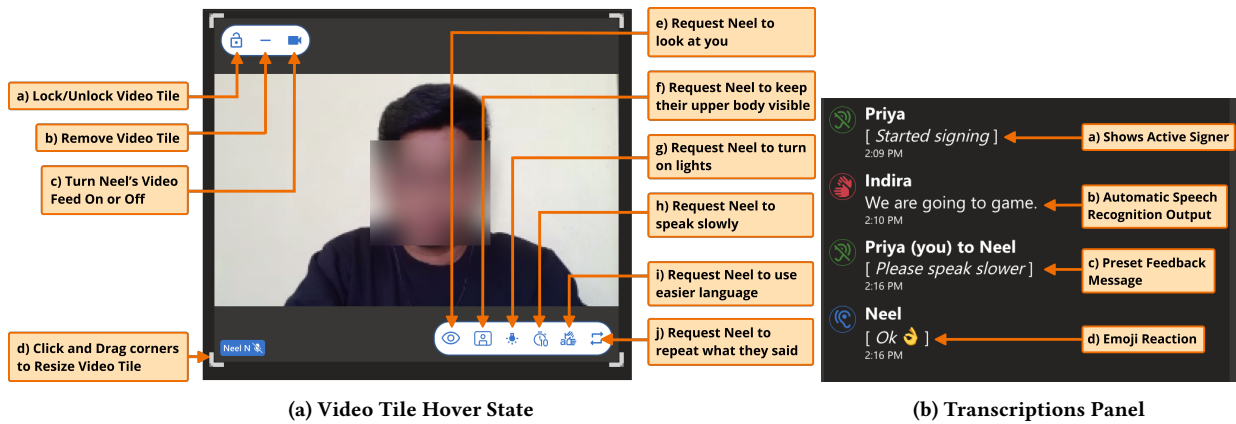 a) Lock/Unlock Video Tile
b) Remove Video Tile
c) Turn Neel's Video
Feed On or Off
d) Click and Drag corners
to Resize Video Tile
Neel N
e) Request Neel to
look at you
f) Request Neel to keep
their upper body visible
g) Request Neel to turn
on lights
h) Request Neel to
speak slowly
i) Request Neel to use
easier language
j) Request Neel to
repeat what they said
(a) Video Tile Hover State
Priya
[ Started signing ]
2:09 PM
a) Shows Active Signer
Indira
We are going to game.
2:10 PM
b) Automatic Speech
Recognition Output
Priya (you) to Neel
[ Please speak slower ]
2:16 PM
c) Preset Feedback
Message
Neel
[ Ok 👌 ]
2:16 PM
d) Emoji Reaction
(b) Transcriptions Panel